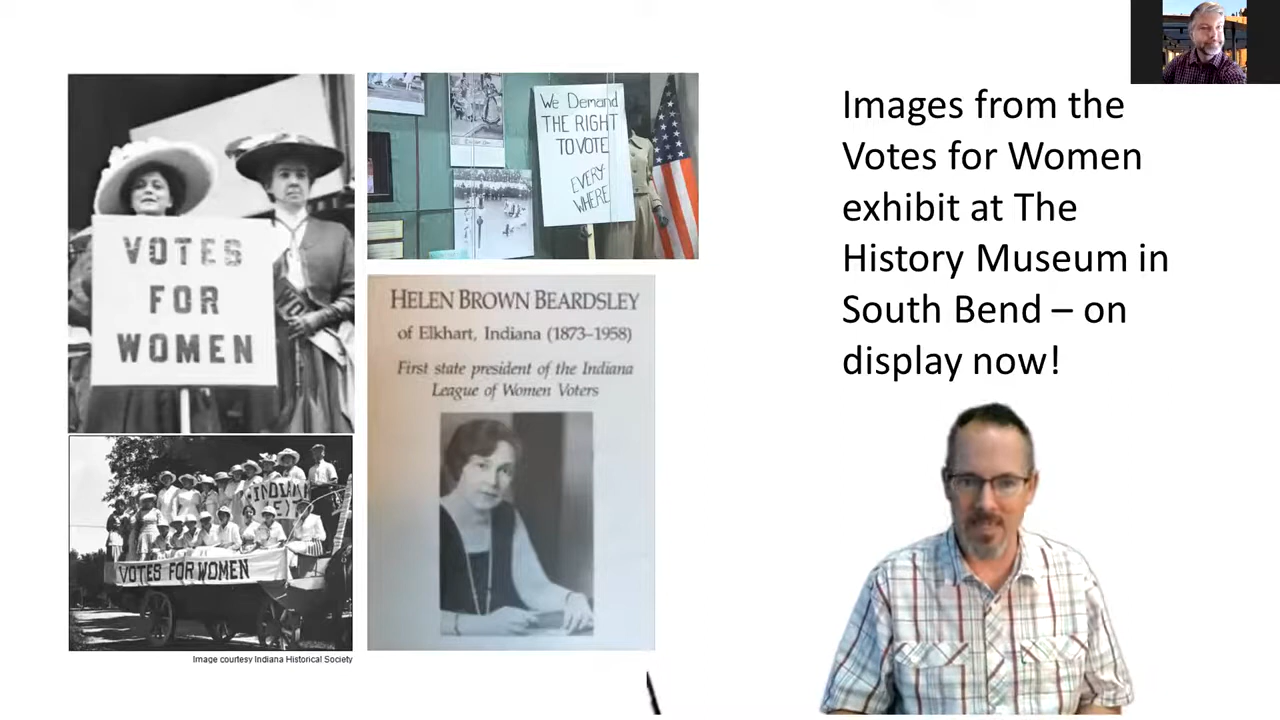 VOTES
FOR
WOMEN
We Demand
THE RIGHT
TO VOTE
EVERY-
WHERE
Images from the
Votes for Women
exhibit at The
History Museum in
South Bend – on
display now!
HELEN BROWN BEARDSLEY
of Elkhart, Indiana (1873–1958)
First state president of the Indiana
League of Women Voters
VOTES FOR WOMEN
Image courtesy Indiana Historical Society